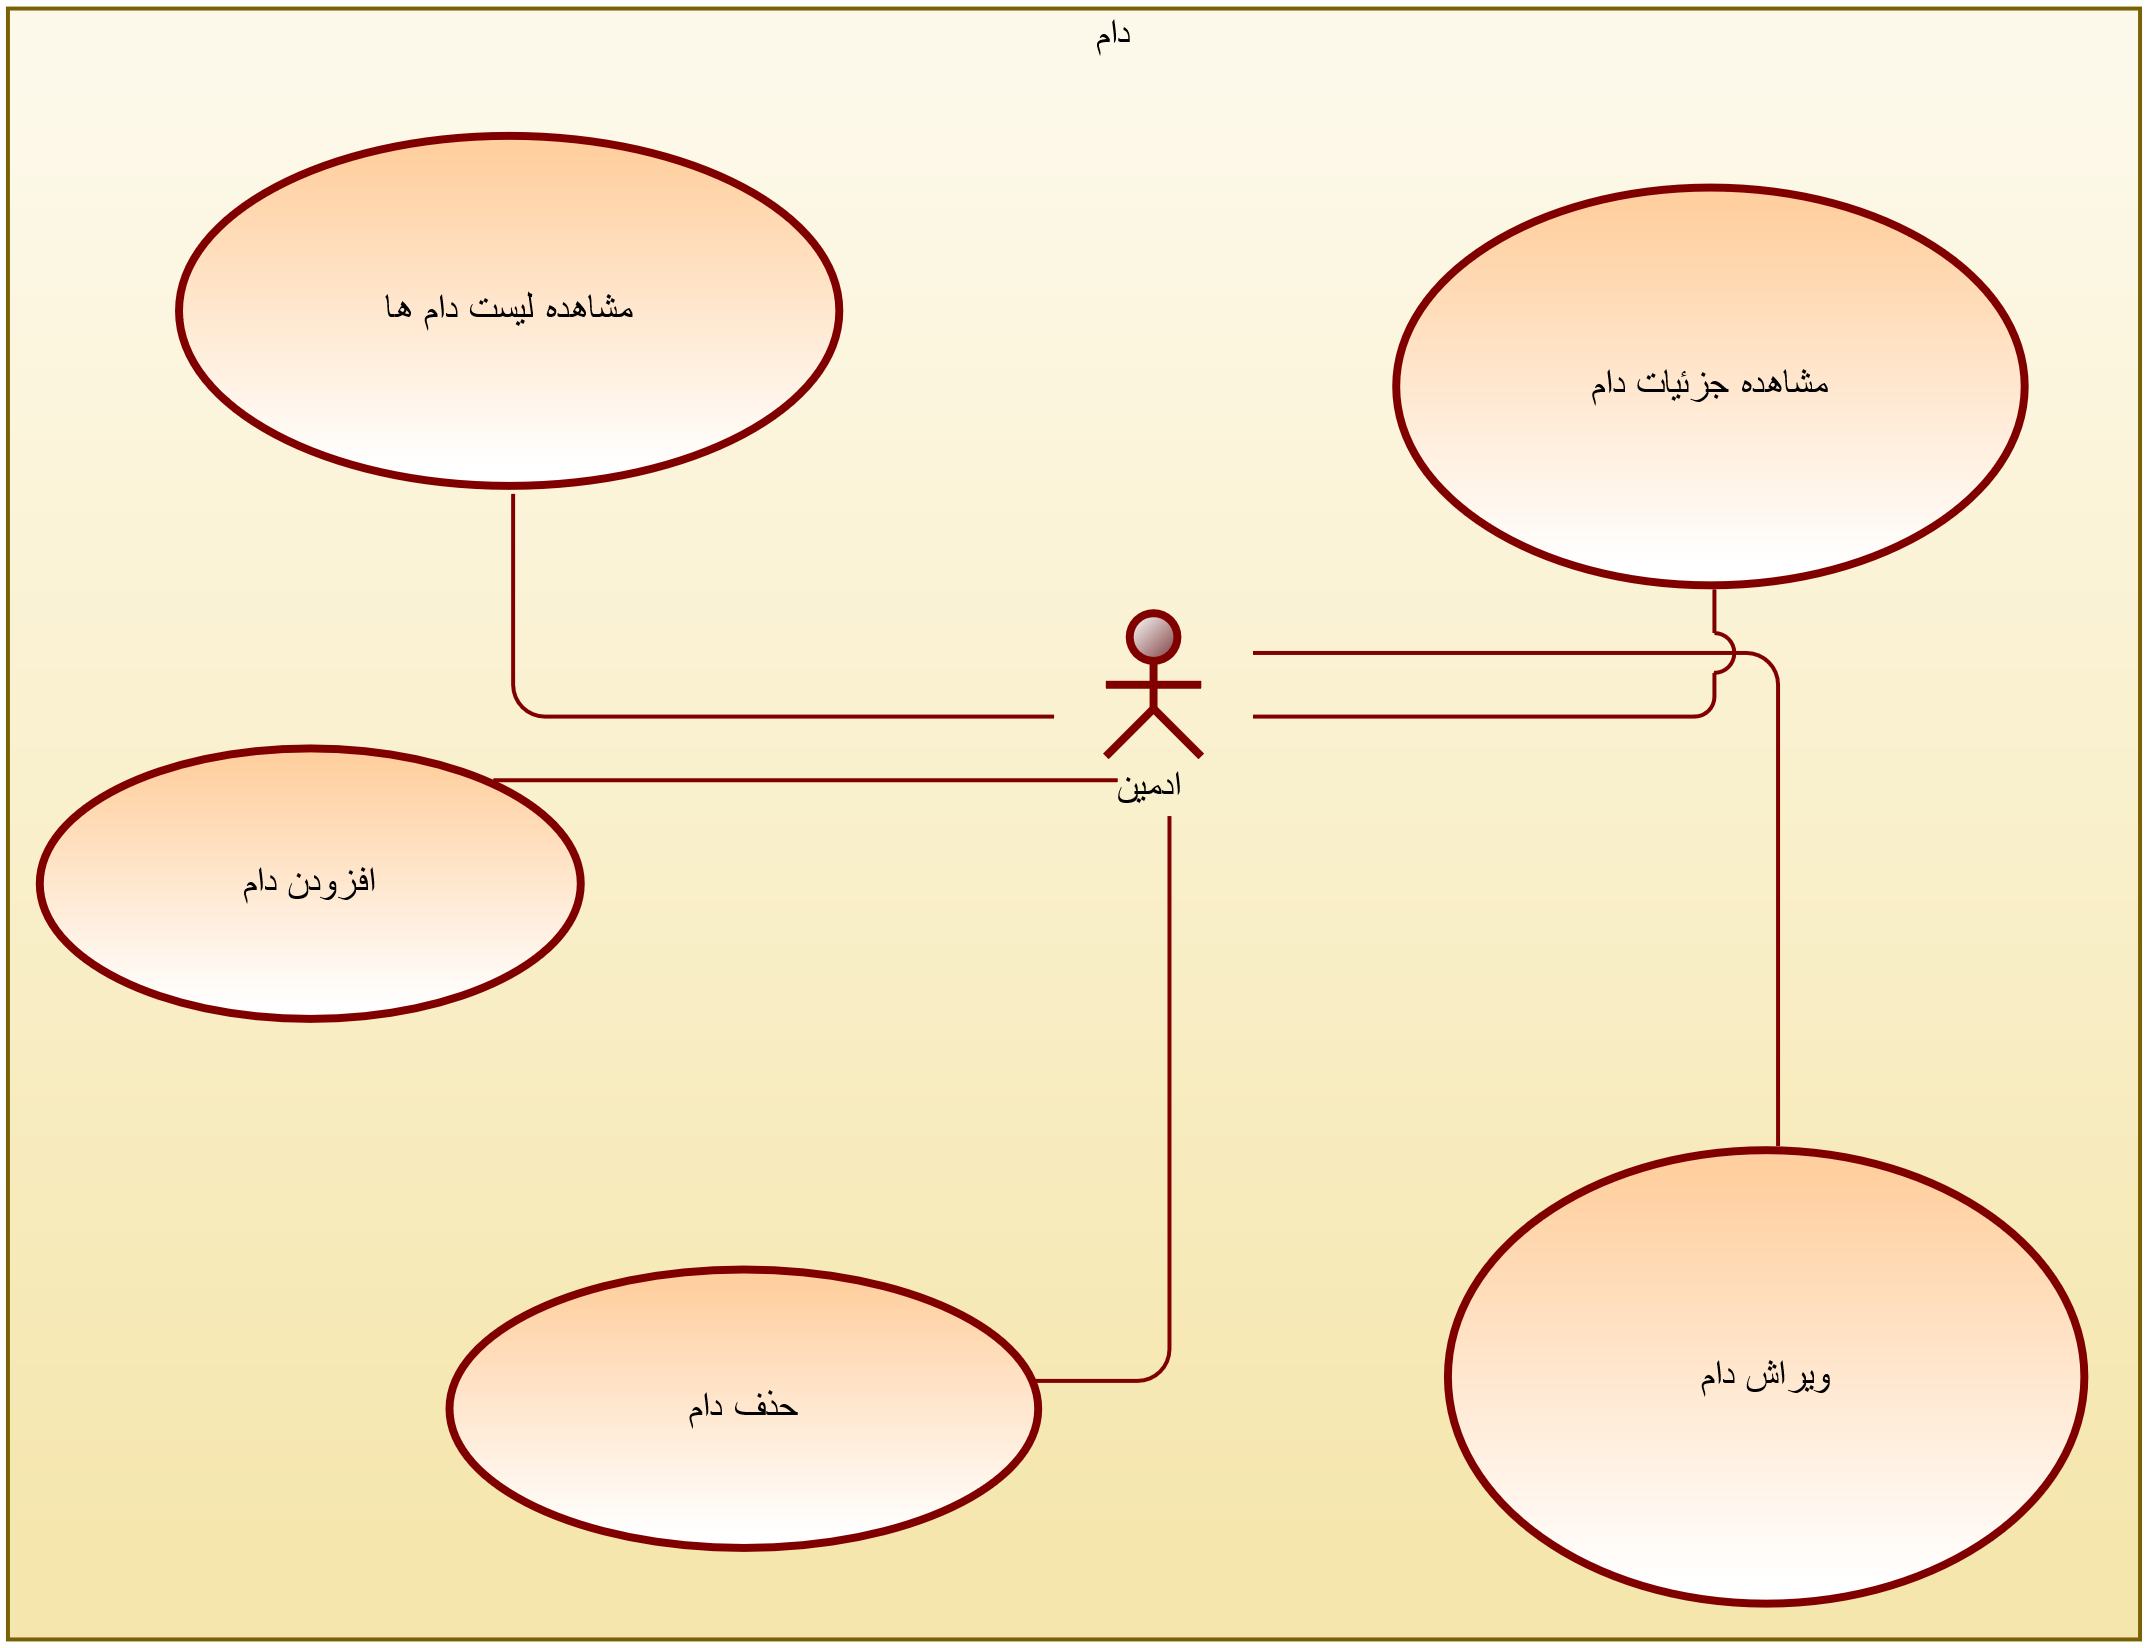 دام
مشاهده لیست دام ها
مشاهده جزئیات دام
ادمین
افزودن دام
ویراش دام
حذف دام